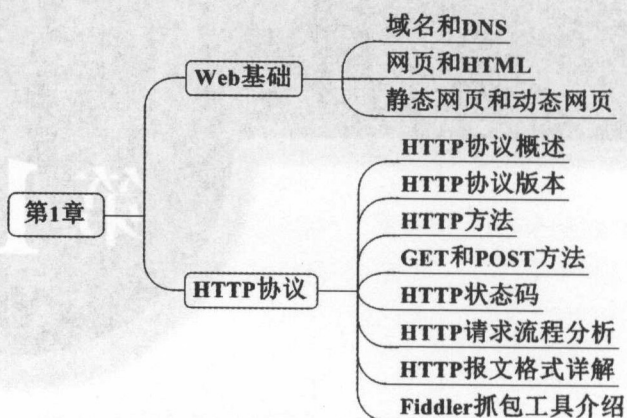 第1章
Web基础
域名和DNS
网页和HTML
静态网页和动态网页
HTTP协议
HTTP协议概述
HTTP协议版本
HTTP方法
GET和POST方法
HTTP状态码
HTTP请求流程分析
HTTP报文格式详解
Fiddler抓包工具介绍